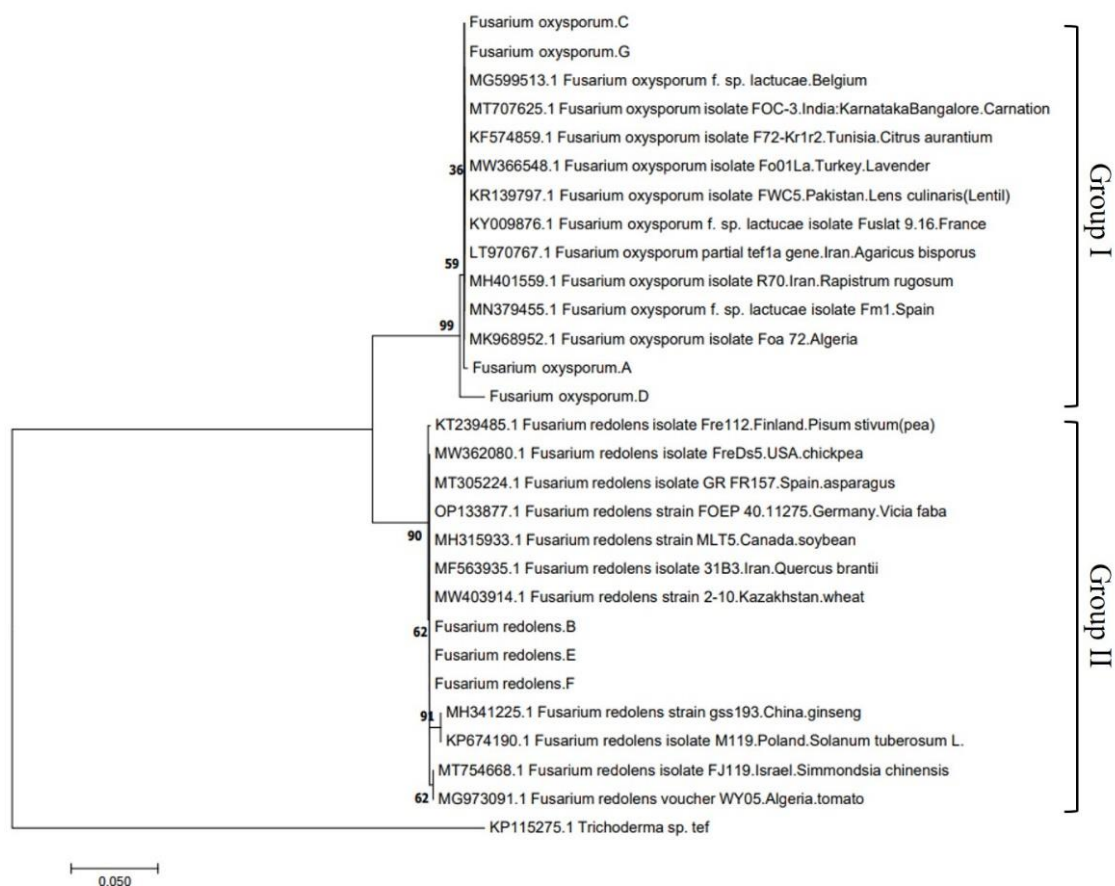 Fusarium oxysporum.C
Fusarium oxysporum.G
MG599513.1 Fusarium oxysporum f. sp. lactucae.Belgium
MT707625.1 Fusarium oxysporum isolate FOC-3.India:KarnatakaBangalore.Carnation
KF574859.1 Fusarium oxysporum isolate F72-Kr1r2.Tunisia.Citrus aurantium
36
MW366548.1 Fusarium oxysporum isolate Fo01La.Turkey.Lavender
KR139797.1 Fusarium oxysporum isolate FWC5.Pakistan.Lens culinaris(Lentil)
Group I
KY009876.1 Fusarium oxysporum f. sp. lactucae isolate Fuslat 9.16.France
59
LT970767.1 Fusarium oxysporum partial tef1a gene.Iran.Agaricus bisporus
MH401559.1 Fusarium oxysporum isolate R70.Iran.Rapistrum rugosum
MN379455.1 Fusarium oxysporum f. sp. lactucae isolate Fm1.Spain
99
MK968952.1 Fusarium oxysporum isolate Foa 72.Algeria
Fusarium oxysporum.A
Fusarium oxysporum.D
KT239485.1 Fusarium redolens isolate Fre112.Finland.Pisum stivum(pea)
MW362080.1 Fusarium redolens isolate FreDs5.USA.chickpea
MT305224.1 Fusarium redolens isolate GR FR157.Spain.asparagus
OP133877.1 Fusarium redolens strain FOEP 40.11275.Germany.Vicia faba
90
MH315933.1 Fusarium redolens strain MLT5.Canada.soybean
MF563935.1 Fusarium redolens isolate 31B3.Iran.Quercus brantii
MW403914.1 Fusarium redolens strain 2-10.Kazakhstan.wheat
Group II
62
Fusarium redolens.B
Fusarium redolens.E
Fusarium redolens.F
91
MH341225.1 Fusarium redolens strain gss193.China.ginseng
KP674190.1 Fusarium redolens isolate M119.Poland.Solanum tuberosum L.
MT754668.1 Fusarium redolens isolate FJ119.Israel.Simmondsia chinensis
62
MG973091.1 Fusarium redolens voucher WY05.Algeria.tomato
KP115275.1 Trichoderma sp. tef
0.050